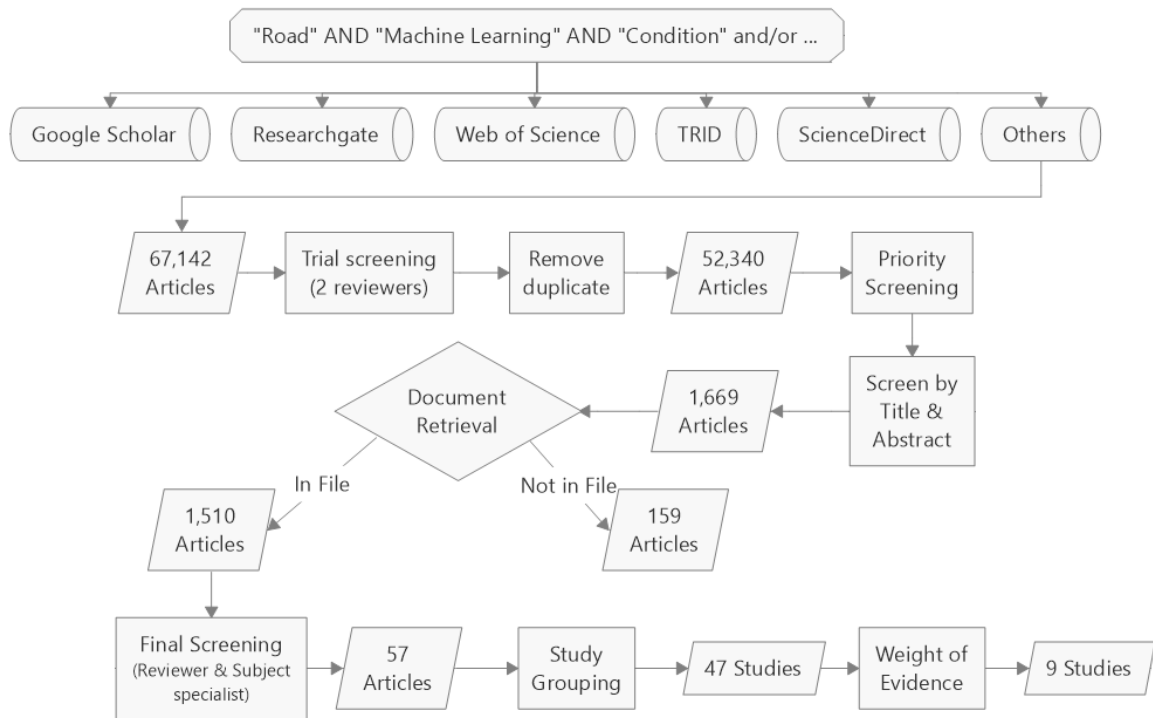 "Road" AND "Machine Learning" AND "Condition" and/or ...
Google Scholar
Researchgate
Web of Science
TRID
ScienceDirect
Others
67,142
Articles
Trial screening
(2 reviewers)
Remove
duplicate
52,340
Articles
Priority
Screening
Screen by
Title &
Abstract
1,669
Articles
Document
Retrieval
In File
Not in File
1,510
Articles
159
Articles
Final Screening
(Reviewer & Subject
specialist)
57
Articles
Study
Grouping
47 Studies
Weight of
Evidence
9 Studies